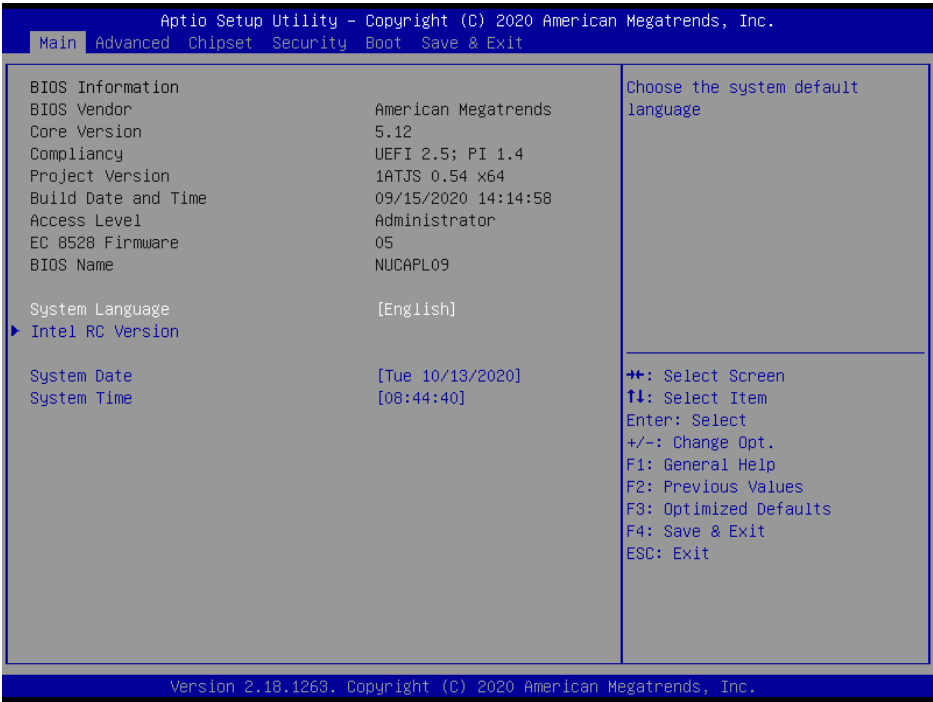 Aptio Setup Utility – Copyright (C) 2020 American Megatrends, Inc.
Main Advanced Chipset Security Boot Save & Exit
BIOS Information
BIOS Vendor American Megatrends
Core Version 5.12
Compliancy UEFI 2.5; PI 1.4
Project Version 1ATJS 0.54 x64
Build Date and Time 09/15/2020 14:14:58
Access Level Administrator
EC 8528 Firmware 05
BIOS Name NUCAPL09
System Language [English]
Intel RC Version
System Date [Tue 10/13/2020]
System Time [08:44:40]
Choose the system default
language
→←: Select Screen
↑↓: Select Item
Enter: Select
+/-: Change Opt.
F1: General Help
F2: Previous Values
F3: Optimized Defaults
F4: Save & Exit
ESC: Exit
Version 2.18.1263. Copyright (C) 2020 American Megatrends, Inc.